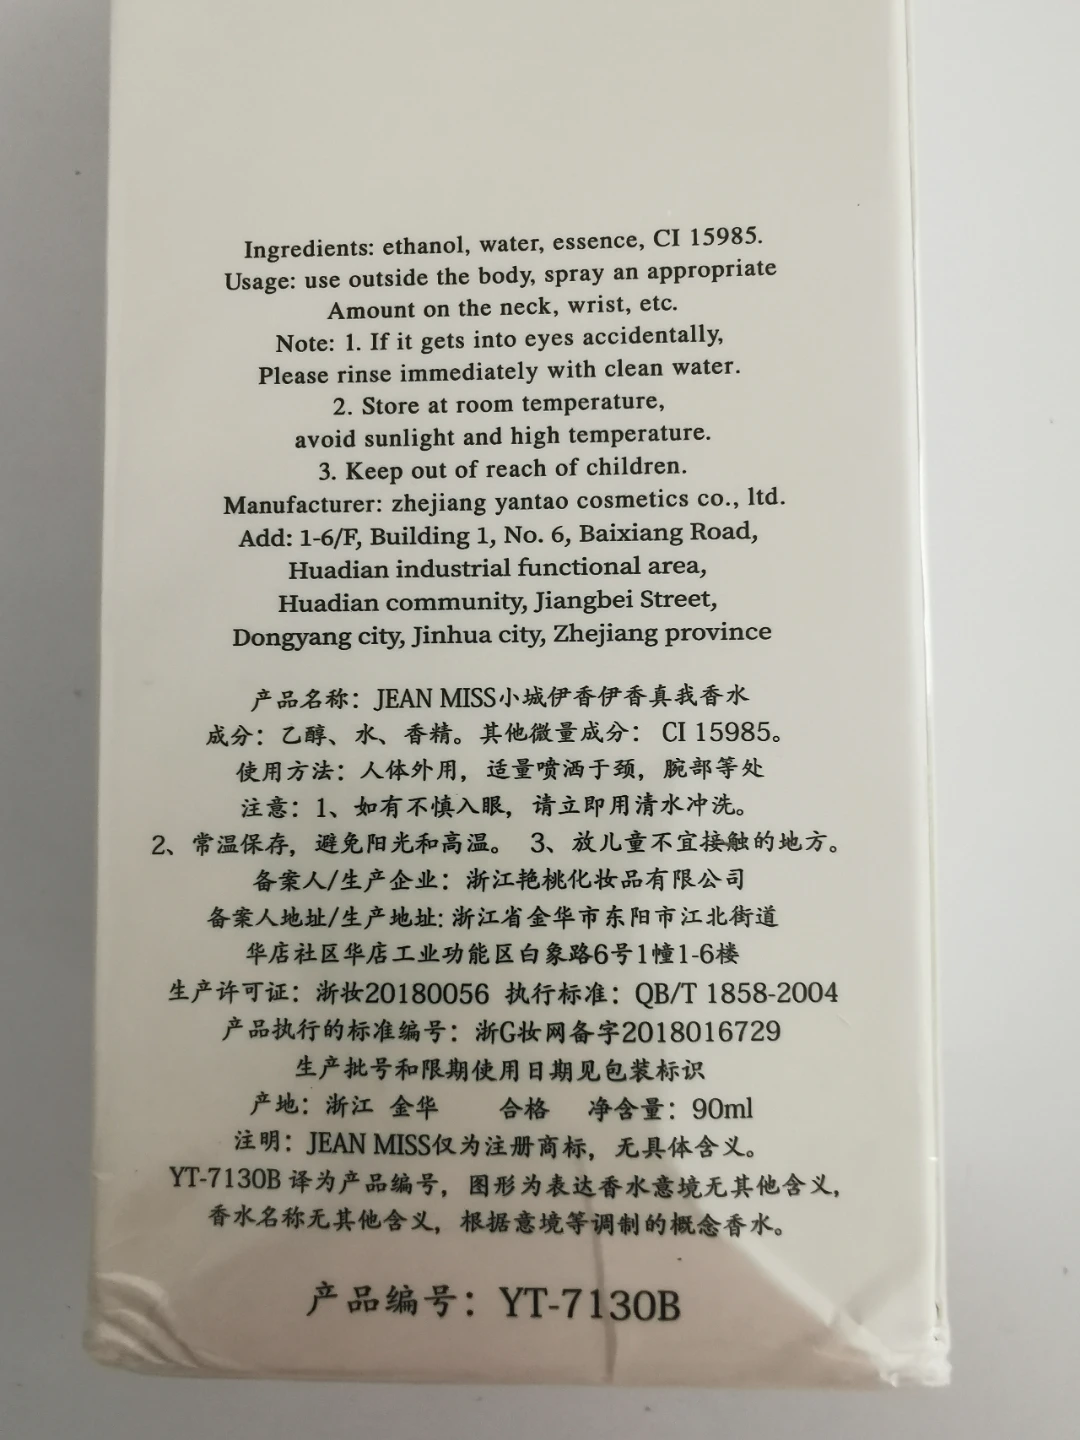 Ingredients: ethanol, water, essence, CI 15985.
Usage: use outside the body, spray an appropriate
Amount on the neck, wrist, etc.
Note: 1. If it gets into eyes accidentally,
Please rinse immediately with clean water.
2. Store at room temperature,
avoid sunlight and high temperature.
3. Keep out of reach of children.
Manufacturer: zhejiang yantao cosmetics co., ltd.
Add: 1-6/F, Building 1, No. 6, Baixiang Road,
Huadian industrial functional area,
Huadian community, Jiangbei Street,
Dongyang city, Jinhua city, Zhejiang province
产品名称：JEAN MISS小城伊香伊香真我香水
成分：乙醇、水、香精。其他微量成分： CI 15985。
使用方法：人体外用，适量喷洒于颈，腕部等处
注意：1、如有不慎入眼，请立即用清水冲洗。
2、常温保存，避免阳光和高温。 3、放儿童不宜接触的地方。
备案人/生产企业：浙江艳桃化妆品有限公司
备案人地址/生产地址：浙江省金华市东阳市江北街道
华店社区华店工业功能区白象路6号1幢1-6楼
生产许可证：浙妆20180056 执行标准：QB/T 1858-2004
产品执行的标准编号：浙G妆网备字2018016729
生产批号和限期使用日期见包装标识
产地：浙江 金华 合格 净含量：90ml
注明：JEAN MISS仅为注册商标，无具体含义。
YT-7130B 译为产品编号，图形为表达香水意境无其他含义，
香水名称无其他含义，根据意境等调制的概念香水。
产品编号：YT-7130B